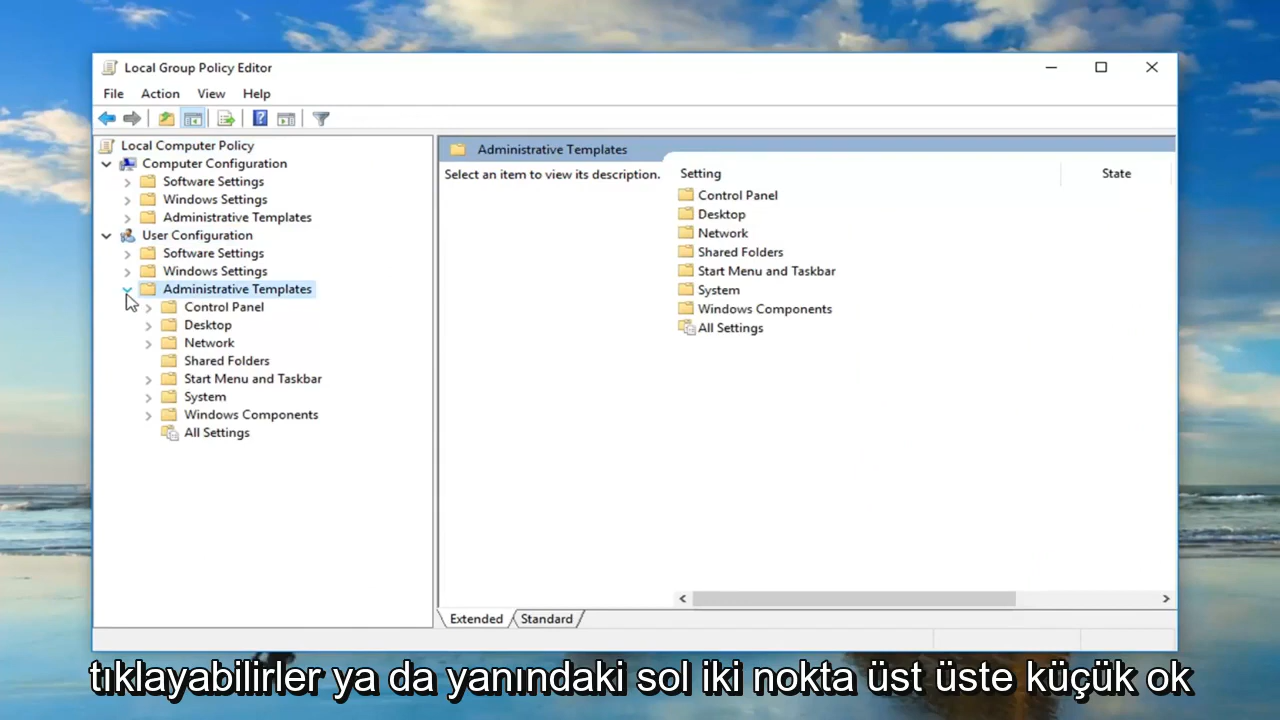 Local Group Policy Editor
File Action View Help
Local Computer Policy
Computer Configuration
Software Settings
Windows Settings
Administrative Templates
User Configuration
Software Settings
Windows Settings
Administrative Templates
Control Panel
Desktop
Network
Shared Folders
Start Menu and Taskbar
System
Windows Components
All Settings
Administrative Templates
Select an item to view its description.
Setting State
Control Panel
Desktop
Network
Shared Folders
Start Menu and Taskbar
System
Windows Components
All Settings
Extended Standard
tıklayabilirler ya da yanındaki sol iki nokta üst üste küçük ok